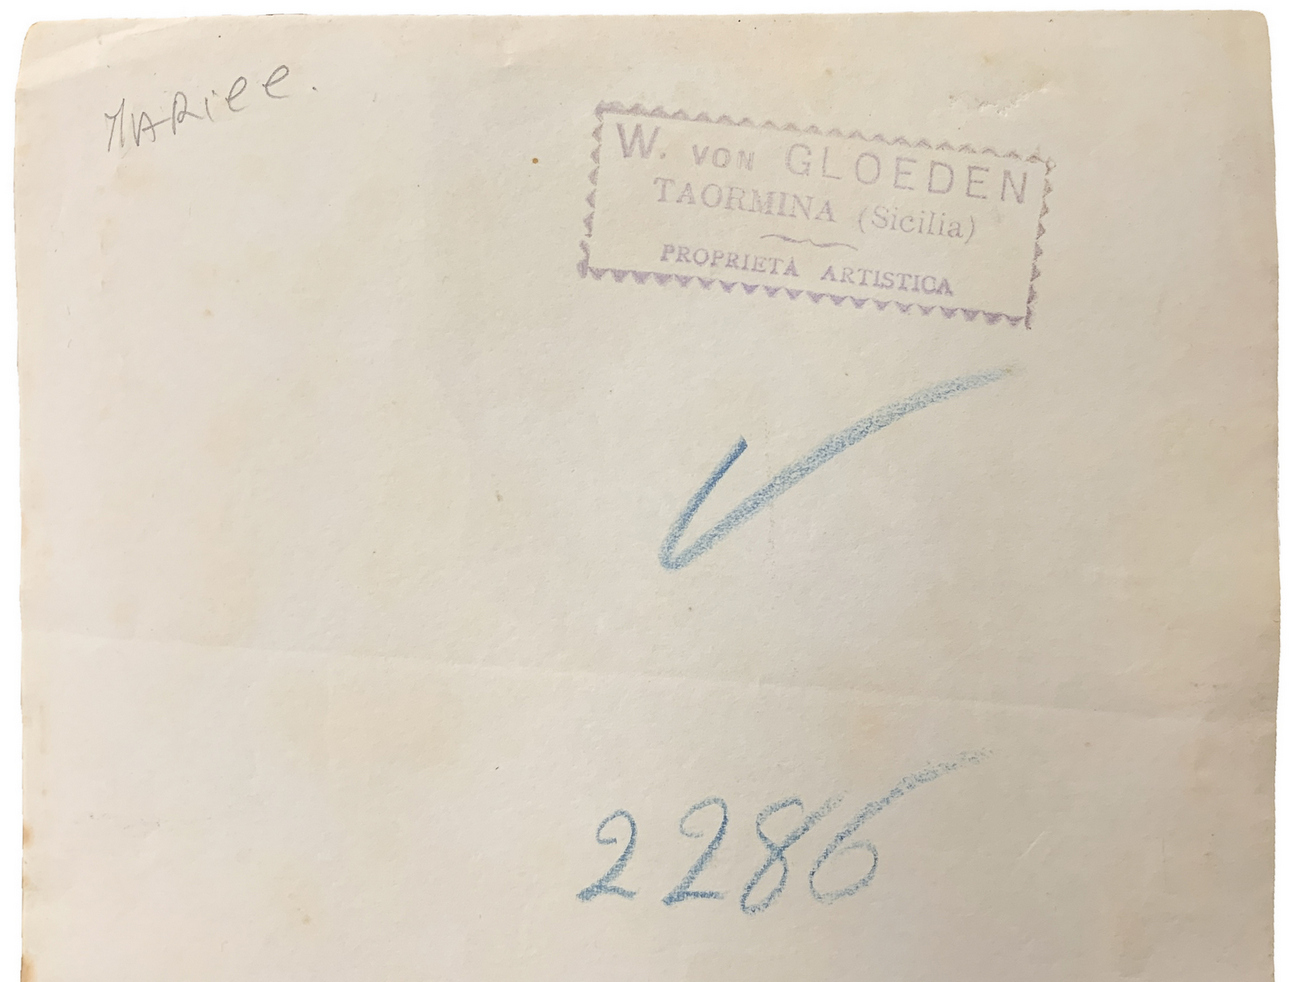 MARiee.
W. VON GLOEDEN
TAORMINA (Sicilia)
PROPRIETÀ ARTISTICA
2286